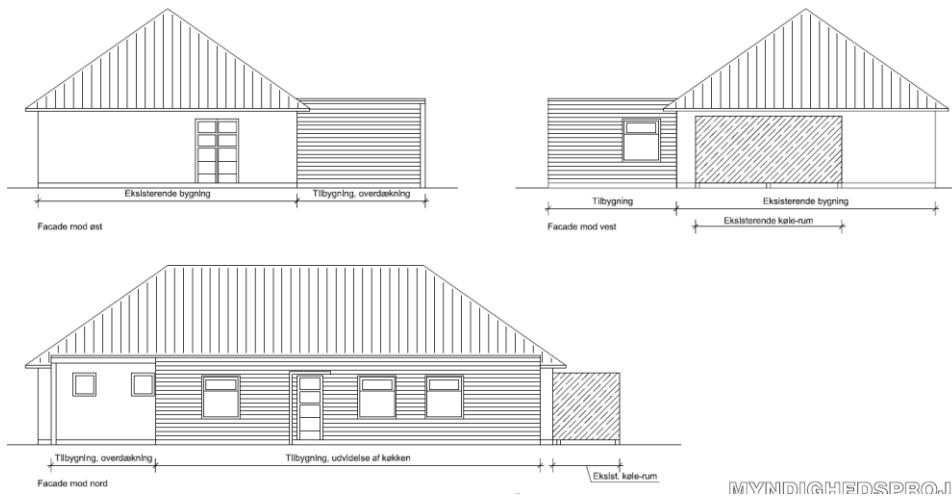 Eksisterende bygning
Tilbygning, overdækning
Facade mod øst
Tilbygning
Eksisterende bygning
Eksisterende køle-rum
Facade mod vest
Tilbygning, overdækning
Tilbygning, udvidelse af køkken
Eksist. køle-rum
Facade mod nord
MYNDIGHEDSPROJ